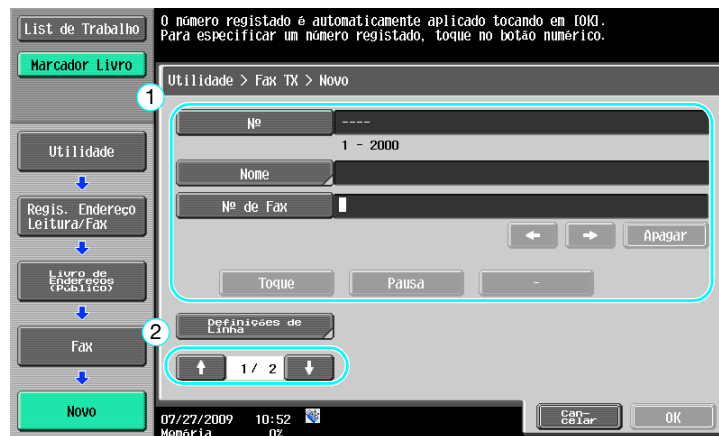 List de Trabalho
O número registado é automaticamente aplicado tocando em [OK].
Para especificar um número registado, toque no botão numérico.
Marcador Livro
Utilidade > Fax TX > Novo
1
Nº
----
1 - 2000
Utilidade
Nome
Regis. Endereço
Leitura/Fax
Nº de Fax
Apagar
Livro de
Endereços
(Público)
Toque
Pausa
-
2
Definições de
Linha
Fax
1/ 2
Novo
07/27/2009 10:52
Memória 0%
Can-
celar
OK